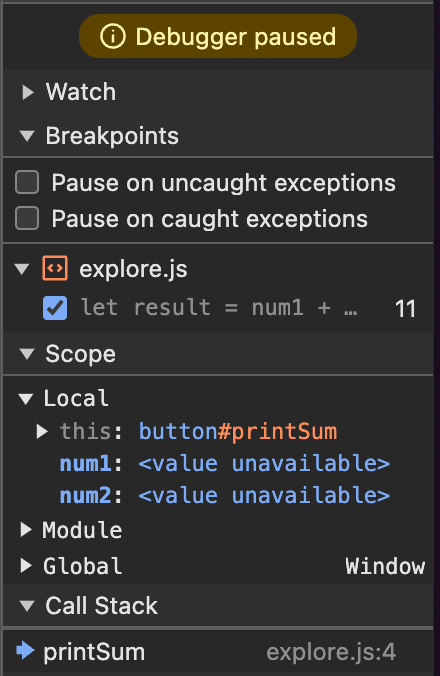 Debugger paused
Watch
Breakpoints
Pause on uncaught exceptions
Pause on caught exceptions
explore.js
let result = num1 + … 11
Scope
Local
this: button#printSum
num1: <value unavailable>
num2: <value unavailable>
Module
Global Window
Call Stack
printSum explore.js:4